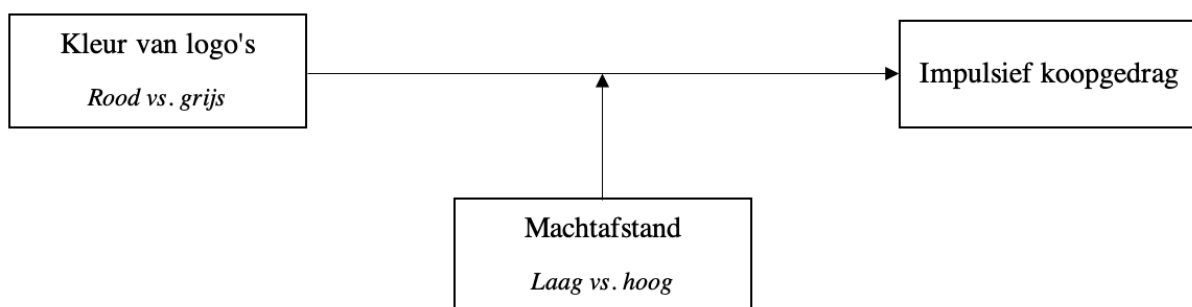 Kleur van logo's
Rood vs. grijs
Impulsief koopgedrag
Machtafstand
Laag vs. hoog